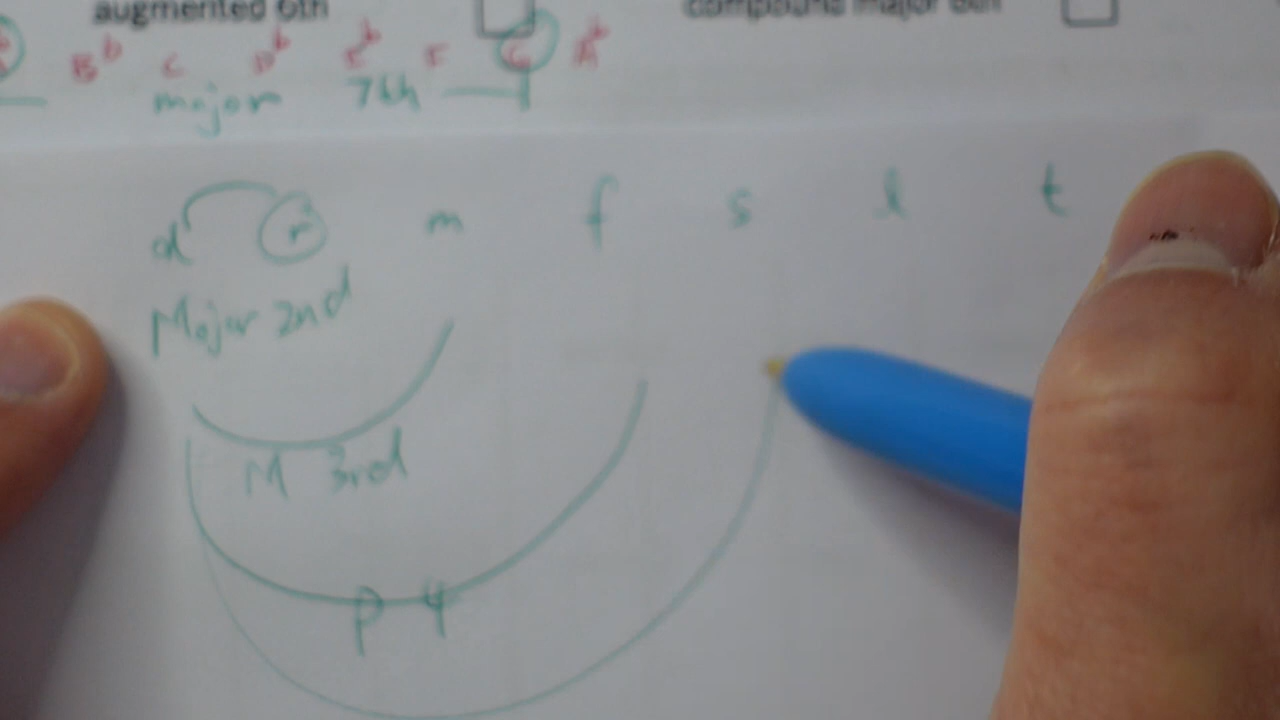 augmented 6th compound major 6th
B♭ C D♭ E♭ F G A♭
major 7th
d r m f s l t
Major 2nd
M 3rd
P 4